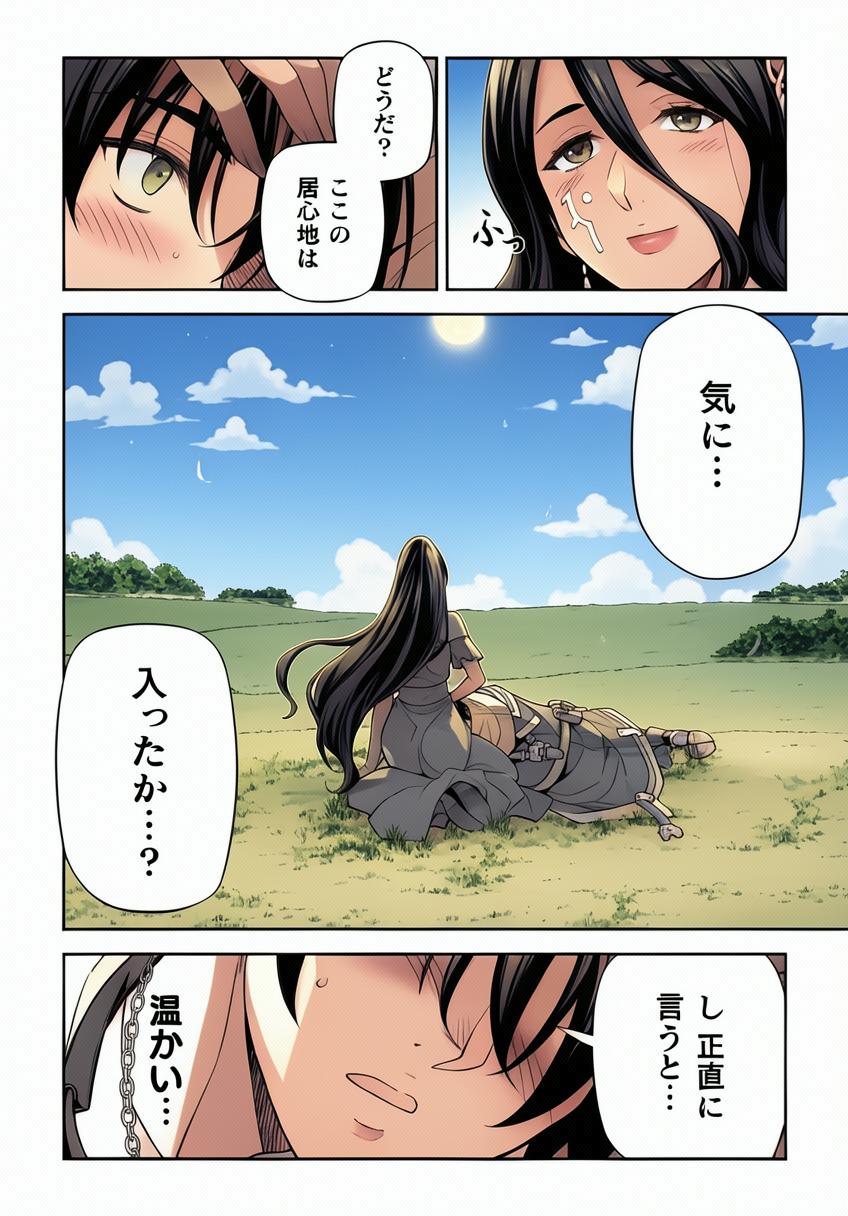 ふっ
どうだ?
ここの
居心地は
気に…
入ったか…?
し 正直に
言うと…
温かい…